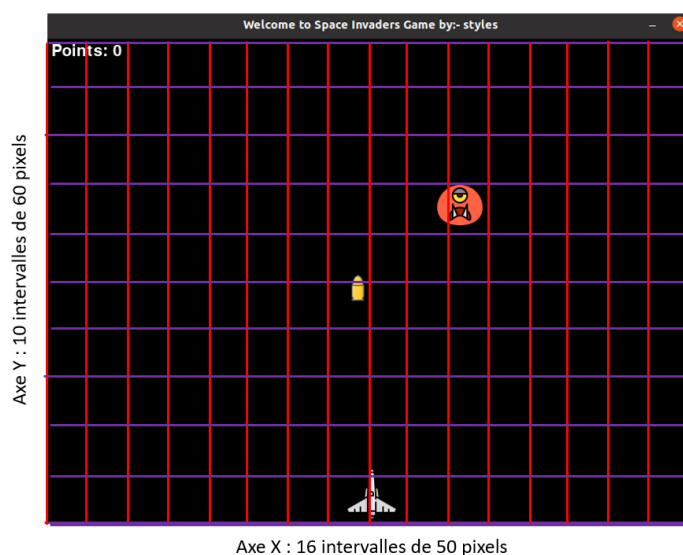 Welcome to Space Invaders Game by:- styles
Points: 0
Axe Y : 10 intervalles de 60 pixels
Axe X : 16 intervalles de 50 pixels